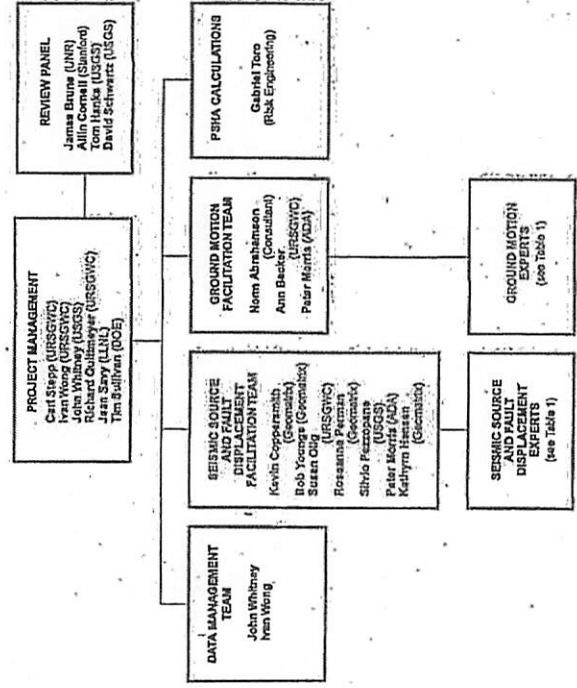 PROJECT MANAGEMENT
Carl Stepp (URSGWC)
Ivan Wong (URSGWC)
John Whitney (USGS)
Richard Quittmeyer (URSGWC)
Jean Savy (LLNL)
Tim Sullivan (DOE)
REVIEW PANEL
James Brune (UNR)
Allin Cornell (Stanford)
Tom Hanks (USGS)
David Schwartz (USGS)
DATA MANAGEMENT
TEAM
John Whitney
Ivan Wong
SEISMIC SOURCE
AND FAULT
DISPLACEMENT
FACILITATION TEAM
Kevin Coppersmith
(Geomatrix)
Bob Youngs (Geomatrix)
Susan Olig
(URSGWC)
Roseanne Perman
(Geomatrix)
Silvio Pezzopane
(USGS)
Peter Morris (ADA)
Kathryn Hanson
(Geomatrix)
GROUND MOTION
FACILITATION TEAM
Norm Abrahamson
(Consultant)
Ann Becker
(URSGWC)
Peter Morris (ADA)
PSHA CALCULATIONS
Gabriel Toro
(Risk Engineering)
SEISMIC SOURCE
AND FAULT
DISPLACEMENT
EXPERTS
(see Table 1)
GROUND MOTION
EXPERTS
(see Table 1)